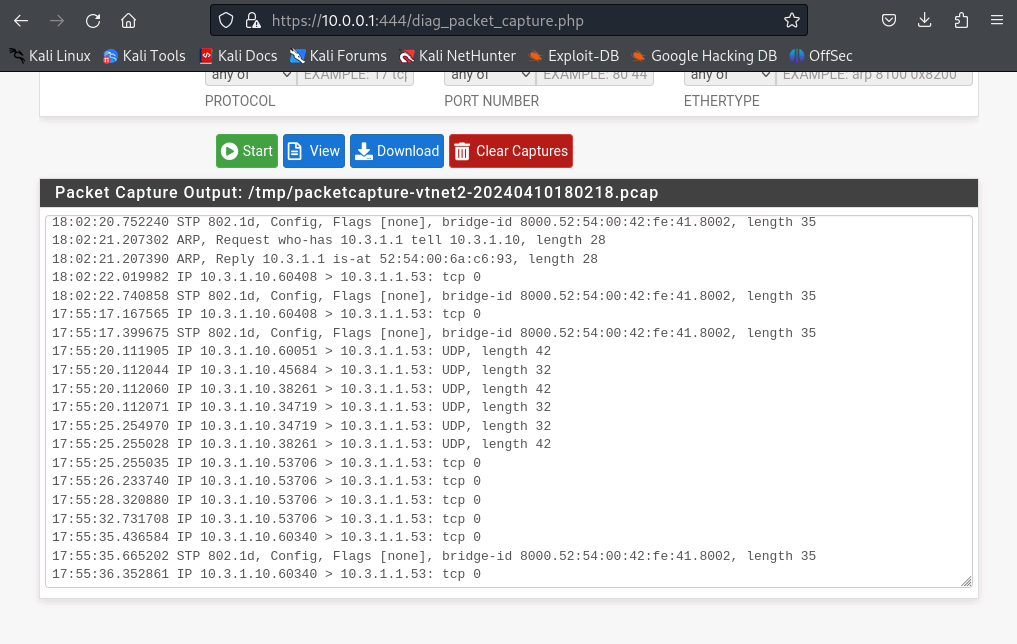 https://10.0.0.1:444/diag_packet_capture.php
Kali Linux Kali Tools Kali Docs Kali Forums Kali NetHunter Exploit-DB Google Hacking DB OffSec
any of EXAMPLE: 17 tcp any of EXAMPLE: 80 44 any of EXAMPLE: arp 8100 0x8200
PROTOCOL PORT NUMBER ETHERTYPE
Start View Download Clear Captures
Packet Capture Output: /tmp/packetcapture-vtnet2-20240410180218.pcap
18:02:20.752240 STP 802.1d, Config, Flags [none], bridge-id 8000.52:54:00:42:fe:41.8002, length 35
18:02:21.207302 ARP, Request who-has 10.3.1.1 tell 10.3.1.10, length 28
18:02:21.207390 ARP, Reply 10.3.1.1 is-at 52:54:00:6a:c6:93, length 28
18:02:22.019982 IP 10.3.1.10.60408 > 10.3.1.1.53: tcp 0
18:02:22.740858 STP 802.1d, Config, Flags [none], bridge-id 8000.52:54:00:42:fe:41.8002, length 35
17:55:17.167565 IP 10.3.1.10.60408 > 10.3.1.1.53: tcp 0
17:55:17.399675 STP 802.1d, Config, Flags [none], bridge-id 8000.52:54:00:42:fe:41.8002, length 35
17:55:20.111905 IP 10.3.1.10.60051 > 10.3.1.1.53: UDP, length 42
17:55:20.112044 IP 10.3.1.10.45684 > 10.3.1.1.53: UDP, length 32
17:55:20.112060 IP 10.3.1.10.38261 > 10.3.1.1.53: UDP, length 42
17:55:20.112071 IP 10.3.1.10.34719 > 10.3.1.1.53: UDP, length 32
17:55:25.254970 IP 10.3.1.10.34719 > 10.3.1.1.53: UDP, length 32
17:55:25.255028 IP 10.3.1.10.38261 > 10.3.1.1.53: UDP, length 42
17:55:25.255035 IP 10.3.1.10.53706 > 10.3.1.1.53: tcp 0
17:55:26.233740 IP 10.3.1.10.53706 > 10.3.1.1.53: tcp 0
17:55:28.320880 IP 10.3.1.10.53706 > 10.3.1.1.53: tcp 0
17:55:32.731708 IP 10.3.1.10.53706 > 10.3.1.1.53: tcp 0
17:55:35.436584 IP 10.3.1.10.60340 > 10.3.1.1.53: tcp 0
17:55:35.665202 STP 802.1d, Config, Flags [none], bridge-id 8000.52:54:00:42:fe:41.8002, length 35
17:55:36.352861 IP 10.3.1.10.60340 > 10.3.1.1.53: tcp 0